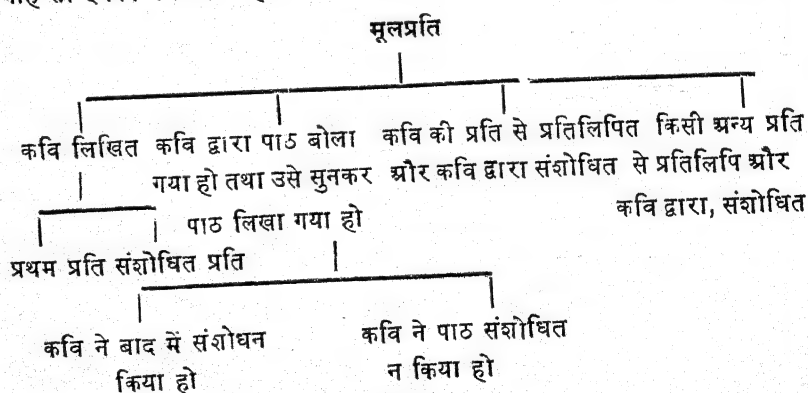 मूलप्रति
कवि लिखित कवि द्वारा पाठ बोला कवि की प्रति से प्रतिलिपित किसी अन्य प्रति
गया हो तथा उसे सुनकर और कवि द्वारा संशोधित से प्रतिलिपि और
पाठ लिखा गया हो कवि द्वारा, संशोधित
प्रथम प्रति संशोधित प्रति
कवि ने बाद में संशोधन कवि ने पाठ संशोधित
किया हो न किया हो